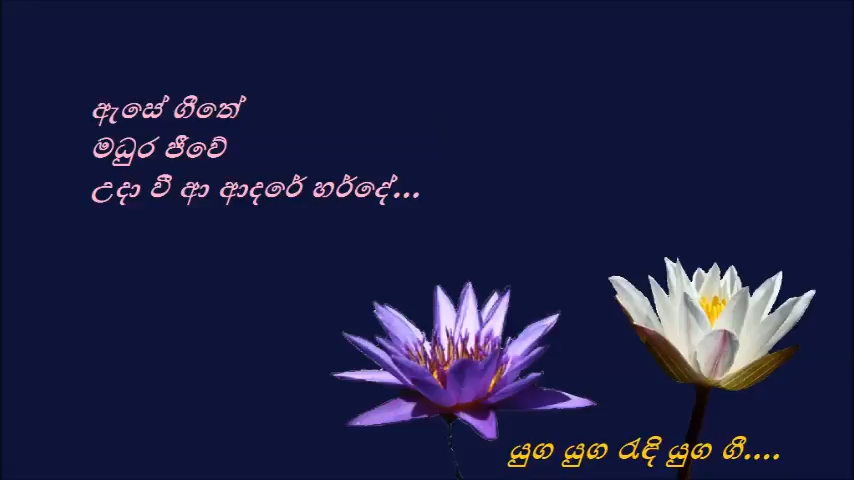 ඇසේ ගීතේ
මධුර ජීවේ
උදා වී ආ ආදරේ හර්දේ...
යුග යුග රැඳි යුග ගී....